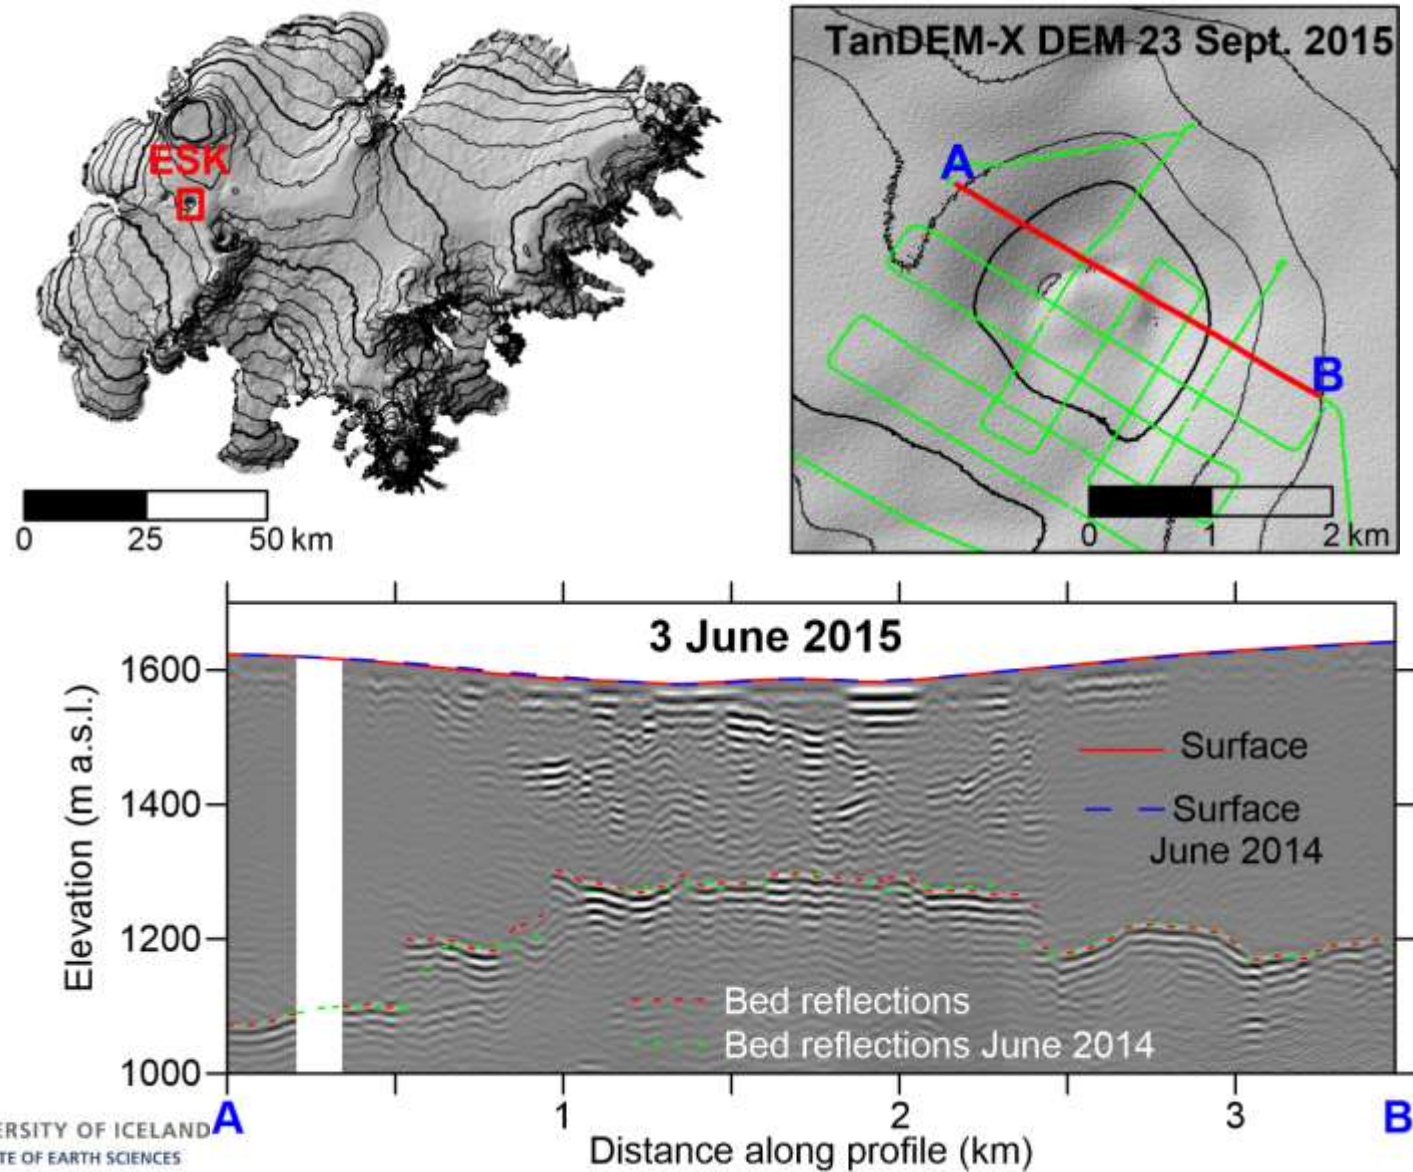 ESK
0 25 50 km
TanDEM-X DEM 23 Sept. 2015
A
B
0 1 2 km
3 June 2015
1600
1400
1200
1000
Elevation (m a.s.l.)
Surface
Surface
June 2014
Bed reflections
Bed reflections June 2014
A 1 2 3 B
Distance along profile (km)
ERSITY OF ICELAND
TE OF EARTH SCIENCES